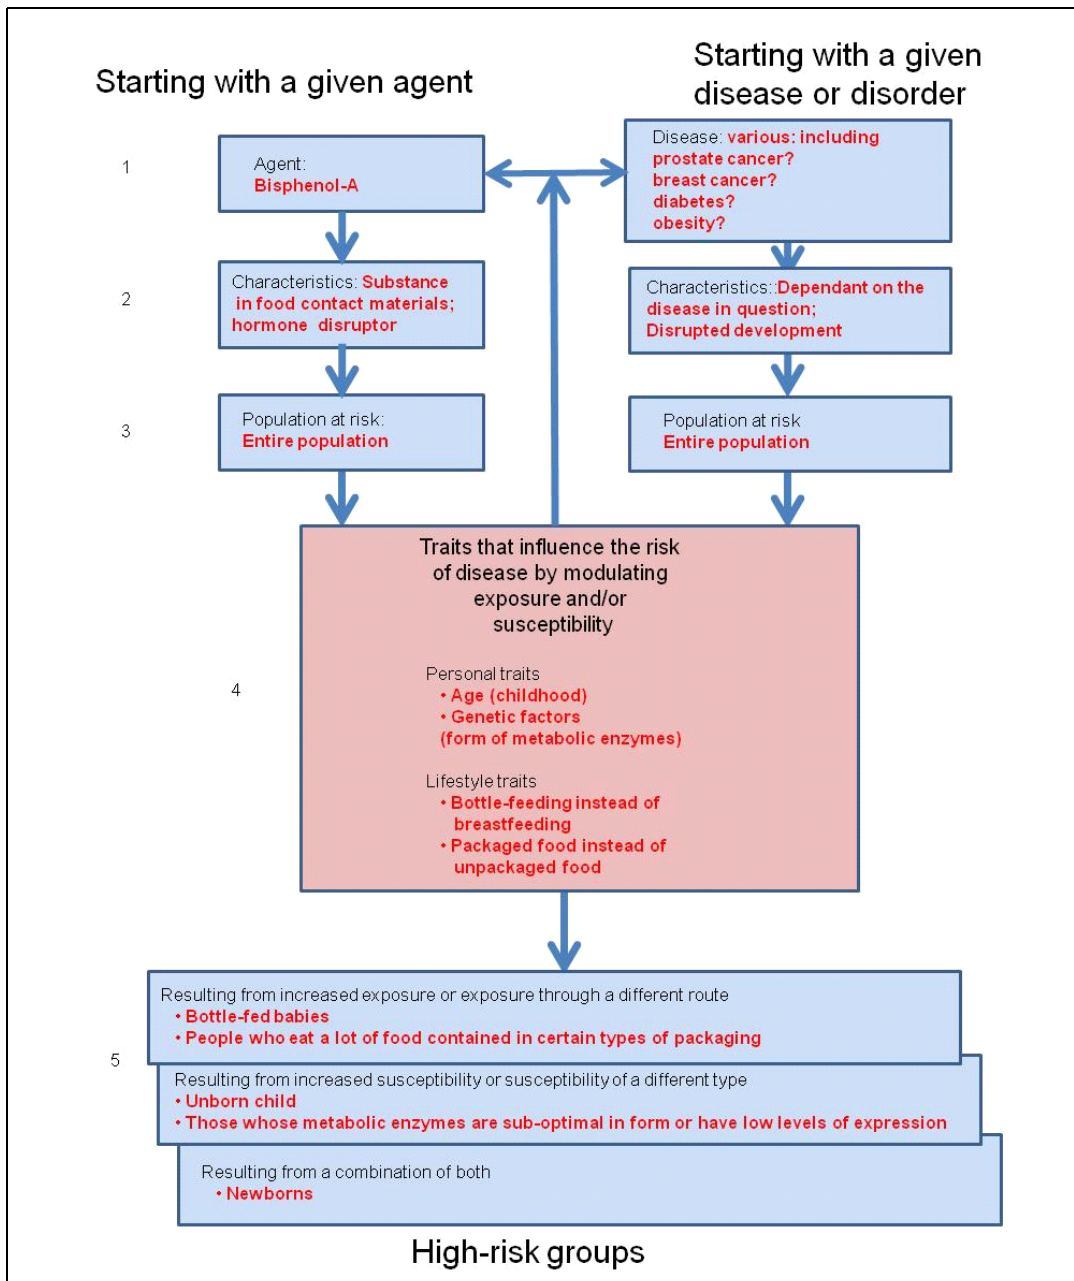 Starting with a given agent
Starting with a given
disease or disorder
1
Agent:
Bisphenol-A
Disease: various: including
prostate cancer?
breast cancer?
diabetes?
obesity?
2
Characteristics: Substance
in food contact materials;
hormone disruptor
Characteristics::Dependant on the
disease in question;
Disrupted development
3
Population at risk:
Entire population
Population at risk
Entire population
4
Traits that influence the risk
of disease by modulating
exposure and/or
susceptibility
Personal traits
• Age (childhood)
• Genetic factors
(form of metabolic enzymes)
Lifestyle traits
• Bottle-feeding instead of
breastfeeding
• Packaged food instead of
unpackaged food
5
Resulting from increased exposure or exposure through a different route
• Bottle-fed babies
• People who eat a lot of food contained in certain types of packaging
Resulting from increased susceptibility or susceptibility of a different type
• Unborn child
• Those whose metabolic enzymes are sub-optimal in form or have low levels of expression
Resulting from a combination of both
• Newborns
High-risk groups